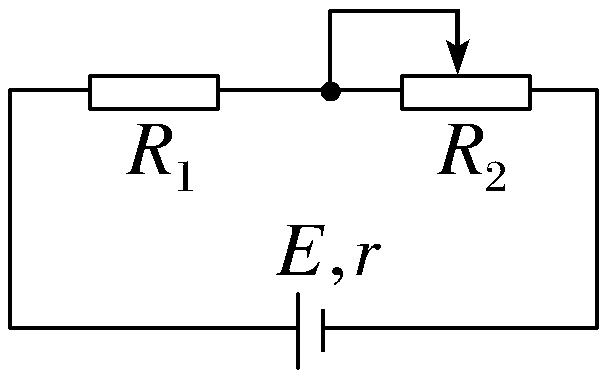 R₁ R₂
E,r